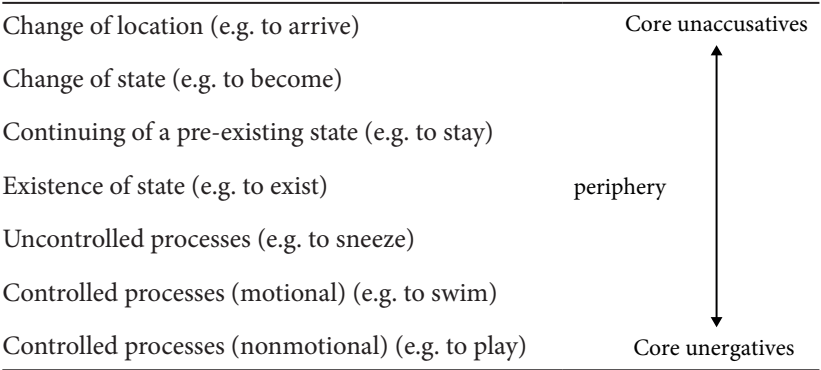 Change of location (e.g. to arrive) Core unaccusatives
Change of state (e.g. to become)
Continuing of a pre-existing state (e.g. to stay)
Existence of state (e.g. to exist) periphery
Uncontrolled processes (e.g. to sneeze)
Controlled processes (motional) (e.g. to swim)
Controlled processes (nonmotional) (e.g. to play) Core unergatives